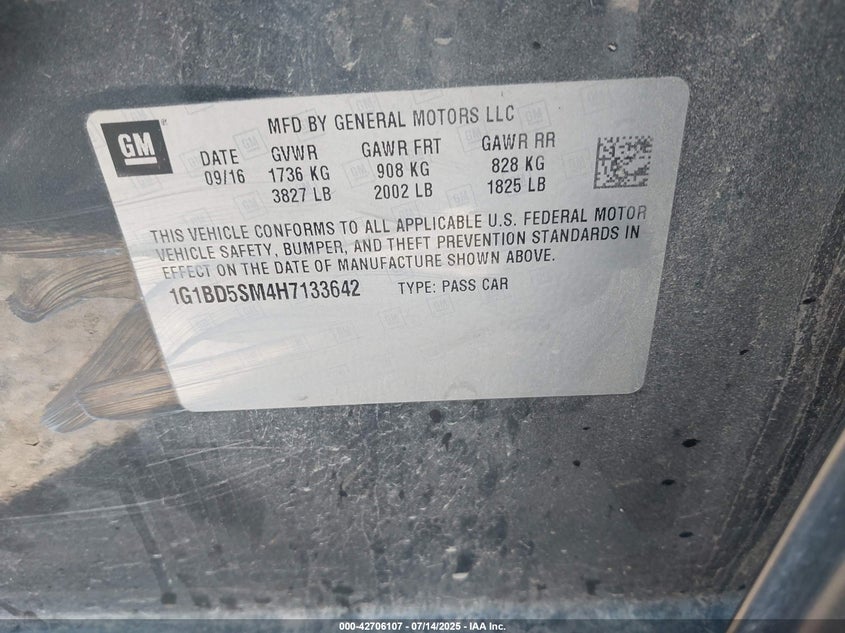 GM
MFD BY GENERAL MOTORS LLC
DATE GVWR GAWR FRT GAWR RR
09/16 1736 KG 908 KG 828 KG
3827 LB 2002 LB 1825 LB
THIS VEHICLE CONFORMS TO ALL APPLICABLE U.S. FEDERAL MOTOR
VEHICLE SAFETY, BUMPER, AND THEFT PREVENTION STANDARDS IN
EFFECT ON THE DATE OF MANUFACTURE SHOWN ABOVE.
1G1BD5SM4H7133642 TYPE: PASS CAR
000-42706107 - 07/14/2025 - IAA Inc.